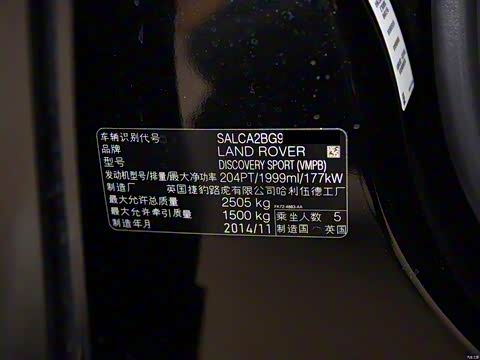 车辆识别代号 SALCA2BG9
品牌 LAND ROVER
型号 DISCOVERY SPORT (VMPB)
发动机型号/排量/最大净功率 204PT/1999ml/177kW
制造厂 英国捷豹路虎有限公司哈利伍德工厂
最大允许总质量 2505 kg
FK72-4883-AA
最大允许牵引质量 1500 kg 乘坐人数 5
制造年月 2014/11 制造国 英国